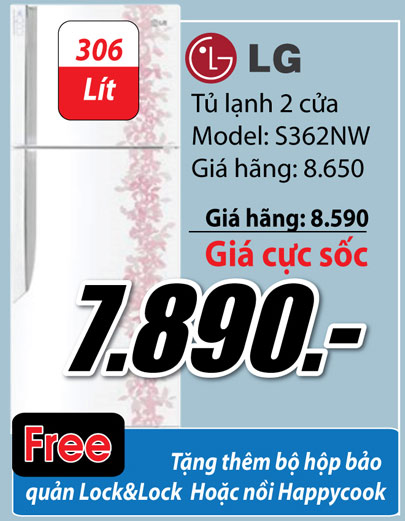 306
Lít
LG
Tủ lạnh 2 cửa
Model: S362NW
Giá hãng: 8.650
Giá hãng: 8.590
Giá cực sốc
7.890.-
Free
Tặng thêm bộ hộp bảo
quản Lock&Lock Hoặc nồi Happycook